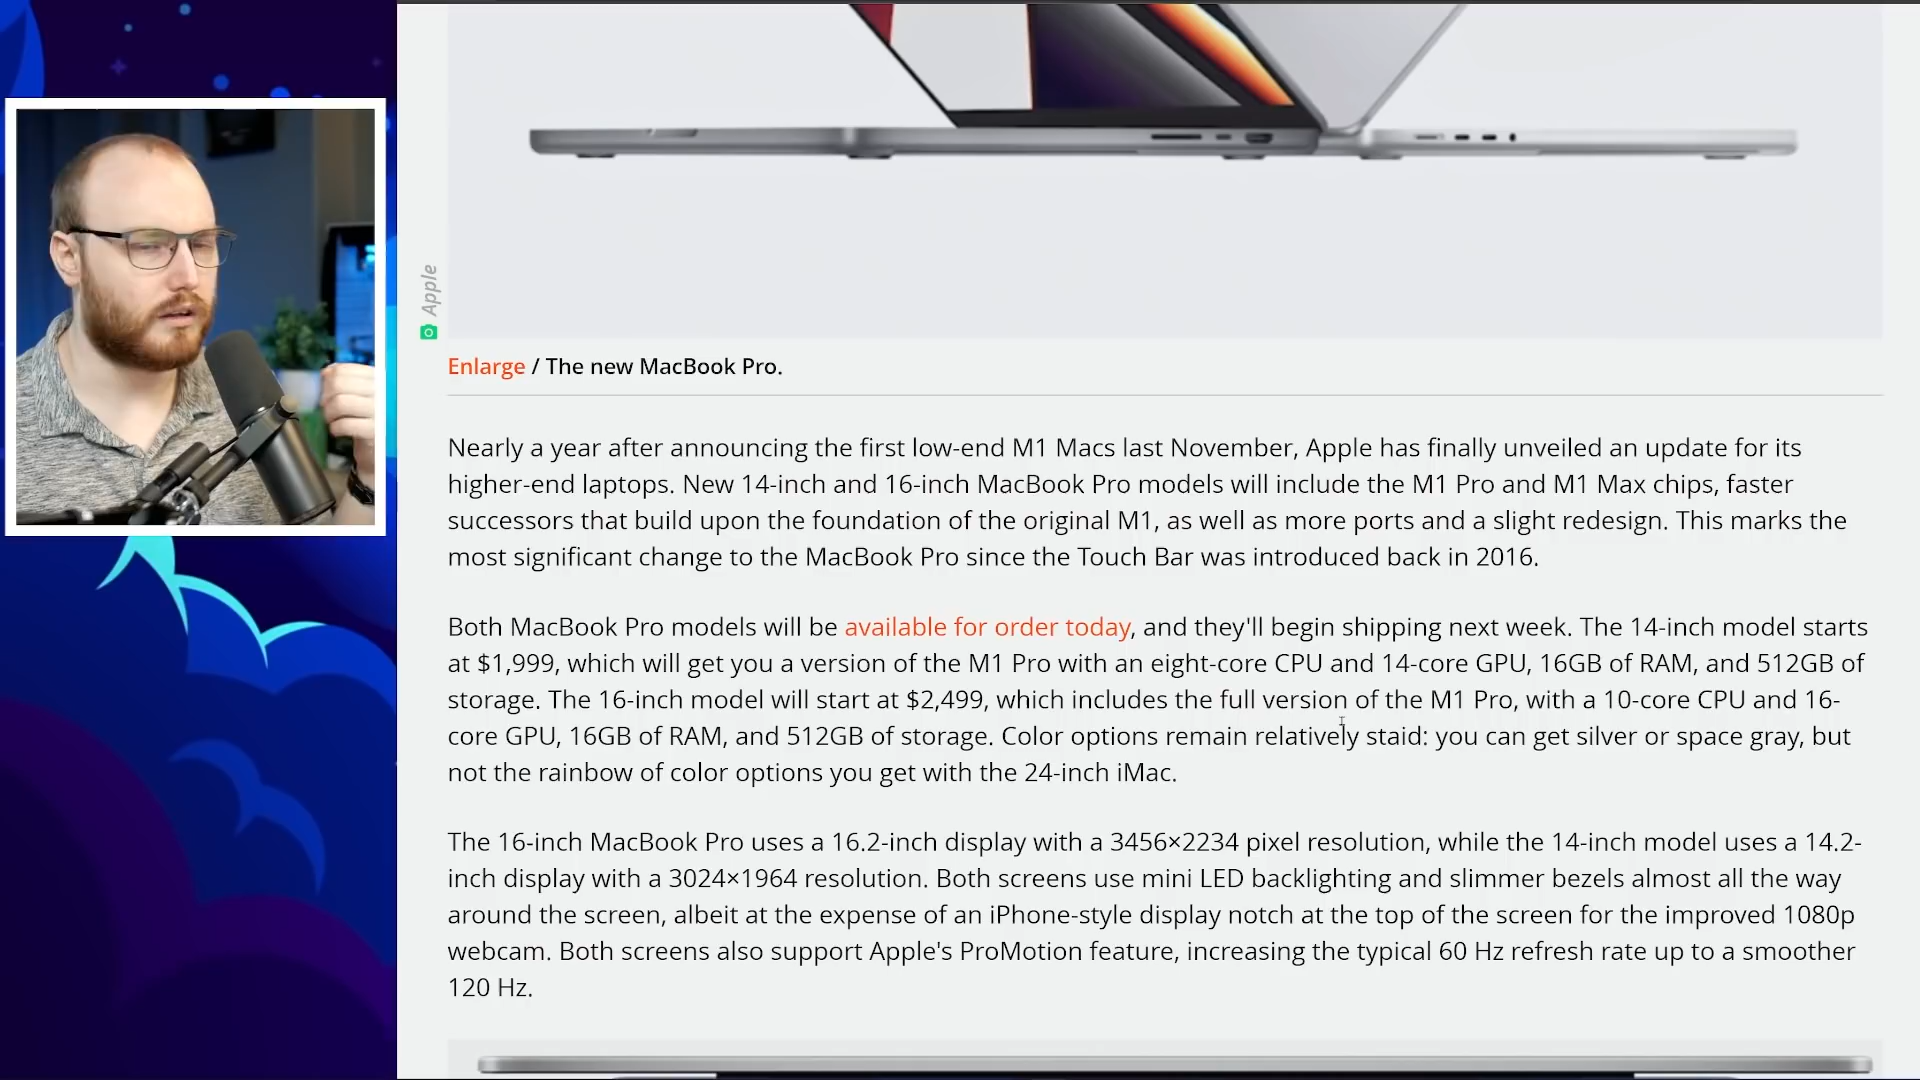 Apple
Enlarge / The new MacBook Pro.
Nearly a year after announcing the first low-end M1 Macs last November, Apple has finally unveiled an update for its
higher-end laptops. New 14-inch and 16-inch MacBook Pro models will include the M1 Pro and M1 Max chips, faster
successors that build upon the foundation of the original M1, as well as more ports and a slight redesign. This marks the
most significant change to the MacBook Pro since the Touch Bar was introduced back in 2016.
Both MacBook Pro models will be available for order today, and they'll begin shipping next week. The 14-inch model starts
at $1,999, which will get you a version of the M1 Pro with an eight-core CPU and 14-core GPU, 16GB of RAM, and 512GB of
storage. The 16-inch model will start at $2,499, which includes the full version of the M1 Pro, with a 10-core CPU and 16-
core GPU, 16GB of RAM, and 512GB of storage. Color options remain relatively staid: you can get silver or space gray, but
not the rainbow of color options you get with the 24-inch iMac.
The 16-inch MacBook Pro uses a 16.2-inch display with a 3456×2234 pixel resolution, while the 14-inch model uses a 14.2-
inch display with a 3024×1964 resolution. Both screens use mini LED backlighting and slimmer bezels almost all the way
around the screen, albeit at the expense of an iPhone-style display notch at the top of the screen for the improved 1080p
webcam. Both screens also support Apple's ProMotion feature, increasing the typical 60 Hz refresh rate up to a smoother
120 Hz.